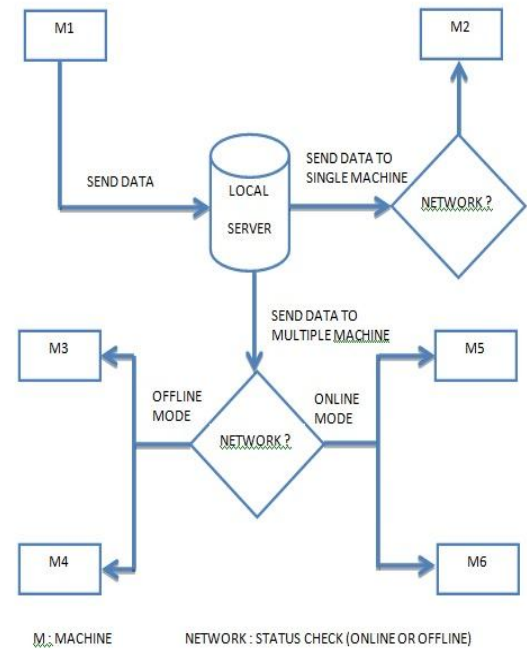 M1
M2
SEND DATA
LOCAL
SERVER
SEND DATA TO
SINGLE MACHINE
NETWORK ?
SEND DATA TO
MULTIPLE MACHINE
M3
M5
OFFLINE
MODE
ONLINE
MODE
NETWORK ?
M4
M6
M : MACHINE
NETWORK : STATUS CHECK (ONLINE OR OFFLINE)